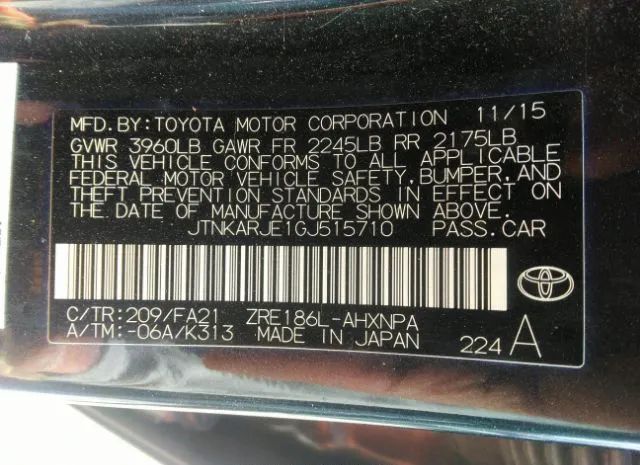 MFD.BY:TOYOTA MOTOR CORPORATION 11/15
GVWR 3960LB GAWR FR 2245LB RR 2175LB
THIS VEHICLE CONFORMS TO ALL APPLICABLE
FEDERAL MOTOR VEHICLE SAFETY,BUMPER,AND
THEFT PREVENTION STANDARDS IN EFFECT ON
THE DATE OF MANUFACTURE SHOWN ABOVE.
JTNKARJE1GJ515710 PASS.CAR
C/TR:209/FA21 ZRE186L-AHXNPA
A/TM:-06A/K313 MADE IN JAPAN 224 A